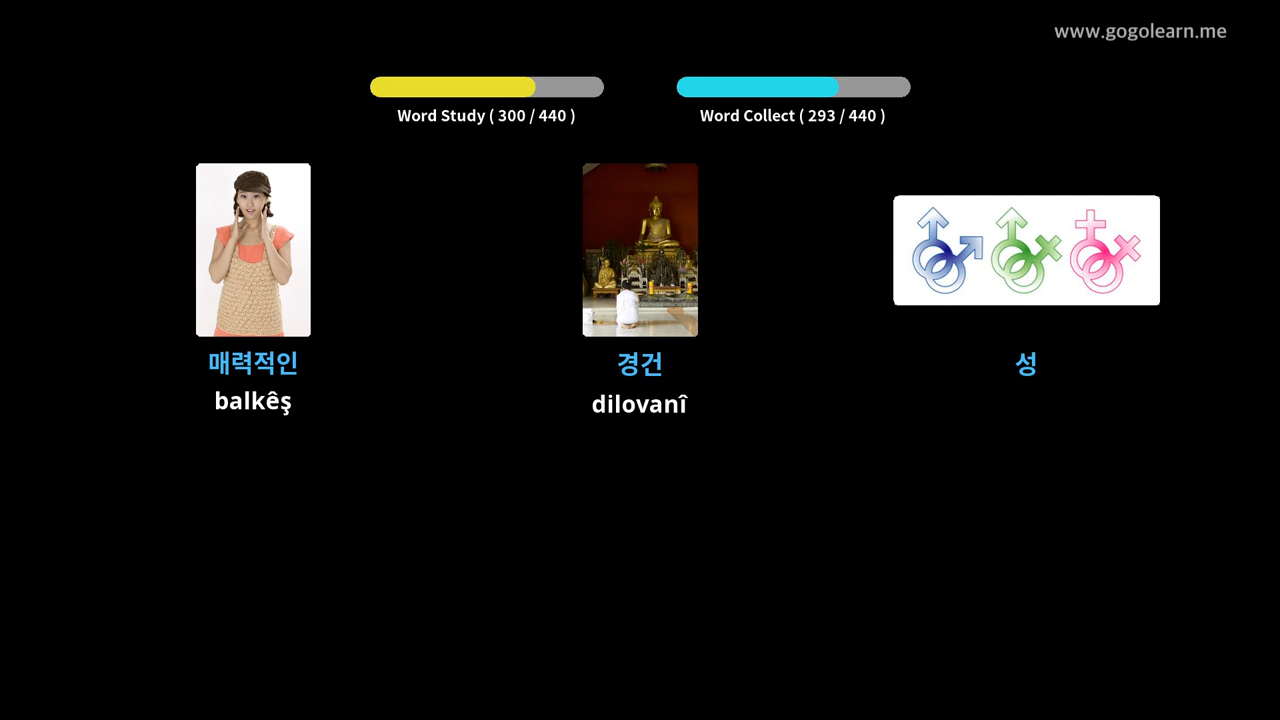 www.gogolearn.me
Word Study ( 300 / 440 )
Word Collect ( 293 / 440 )
매력적인
balkêş
경건
dilovanî
성